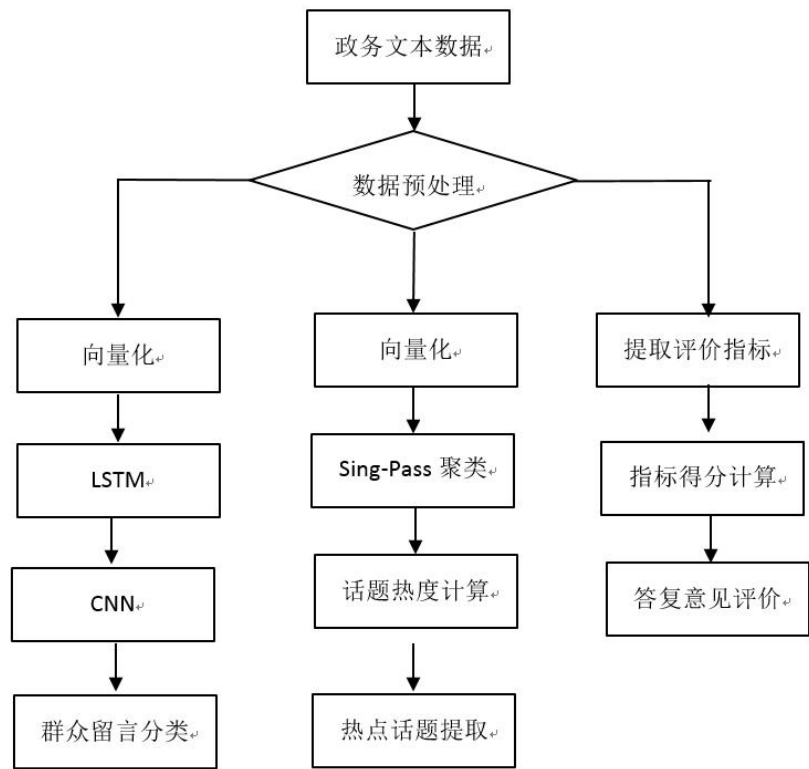 政务文本数据
数据预处理
向量化
向量化
提取评价指标
LSTM
Sing-Pass 聚类
指标得分计算
CNN
话题热度计算
答复意见评价
群众留言分类
热点话题提取